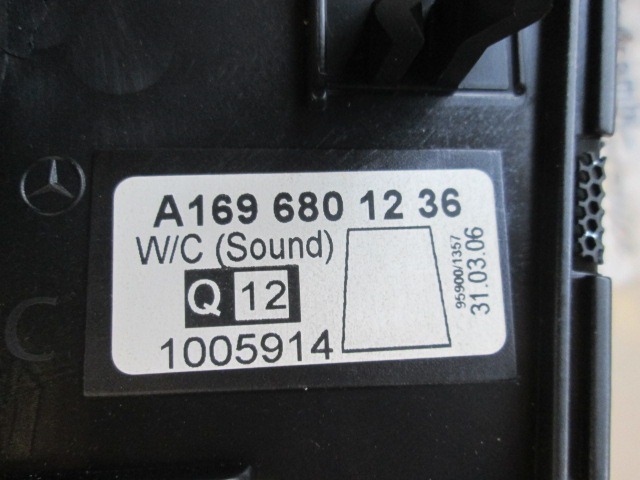 A169 680 12 36
W/C (Sound)
Q 12
1005914
95900/1357
31.03.06
C